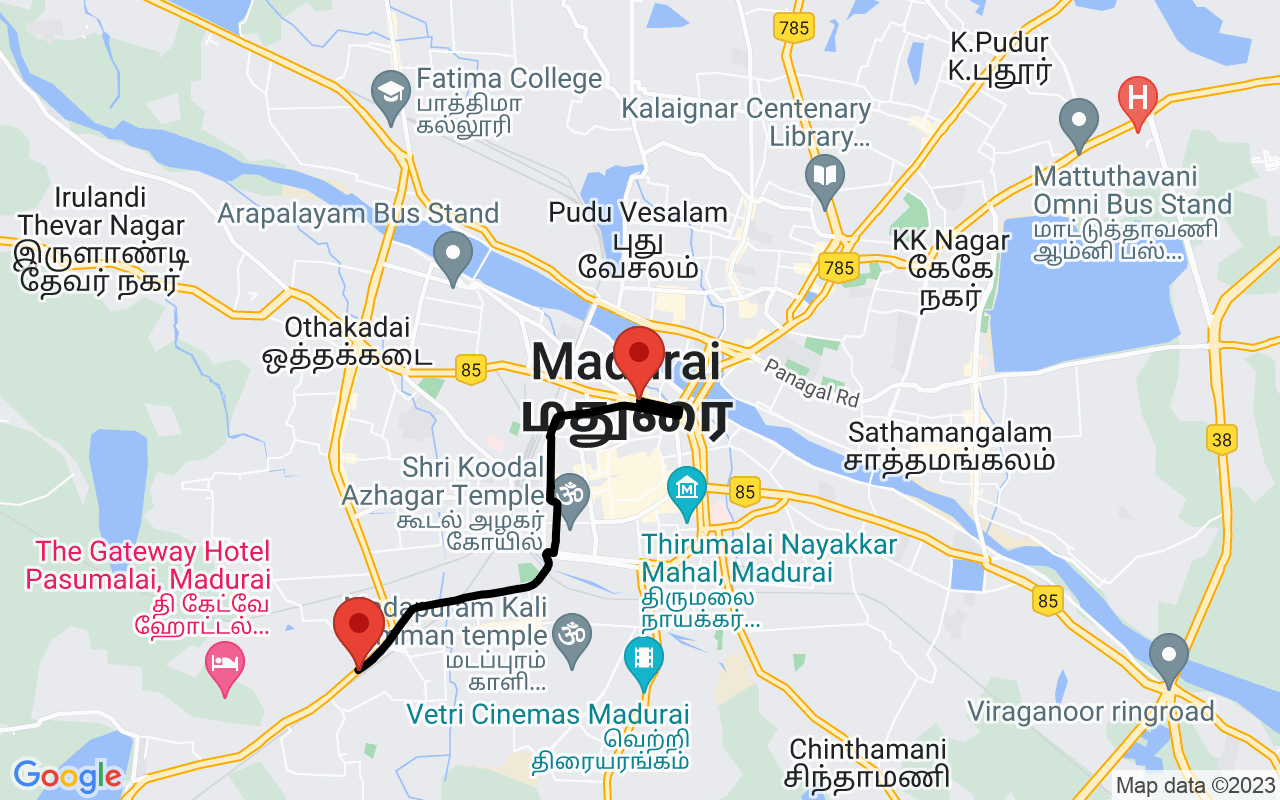 785
K.Pudur
K.புதூர்
Fatima College
பாத்திமா
கல்லூரி
Kalaignar Centenary
Library...
H
Mattuthavani
Omni Bus Stand
மாட்டுத்தாவணி
ஆம்னி பஸ்...
Irulandi
Thevar Nagar
இருளாண்டி
தேவர் நகர்
Arapalayam Bus Stand
Pudu Vesalam
புது
வேசலம்
KK Nagar
கேகே
நகர்
785
Othakadai
ஒத்தக்கடை
85
Madurai
மதுரை
Panagal Rd
Sathamangalam
சாத்தமங்கலம்
38
Shri Koodal
Azhagar Temple
கூடல் அழகர்
கோயில்
85
M
Thirumalai Nayakkar
Mahal, Madurai
திருமலை
நாயக்கர்...
The Gateway Hotel
Pasumalai, Madurai
தி கேட்வே
ஹோட்டல்...
85
Kali
temple
மடப்புரம்
காளி...
Vetri Cinemas Madurai
வெற்றி
திரையரங்கம்
Viraganoor ringroad
Chinthamani
சிந்தாமணி
Google
Map data ©2023